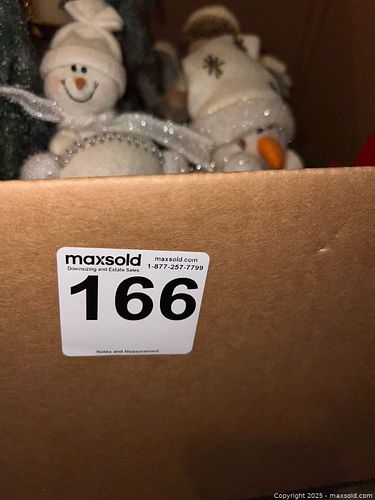 maxsold
maxsold.com
Downsizing and Estate Sales
1-877-257-7799
166
Notes and Measurement
Copyright 2025 - maxsold.com